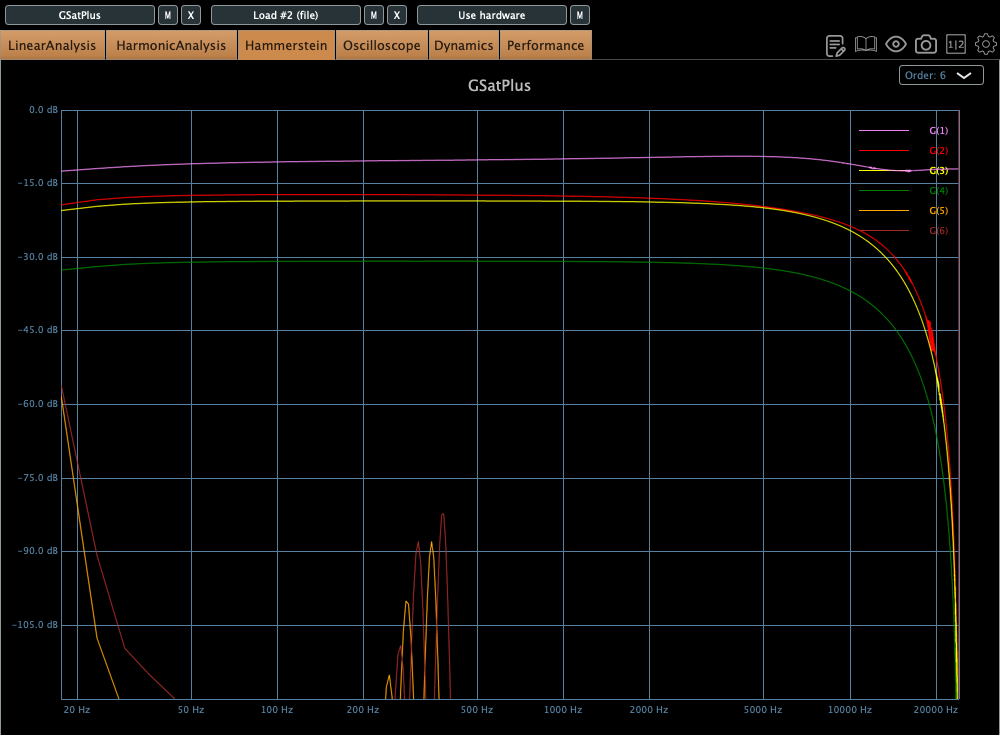 GSatPlus M X Load #2 (file) M X Use hardware M
LinearAnalysis HarmonicAnalysis Hammerstein Oscilloscope Dynamics Performance 1|2
Order: 6
GSatPlus
0.0 dB
G(1)
G(2)
G(3)
-15.0 dB
G(4)
G(5)
G(6)
-30.0 dB
-45.0 dB
-60.0 dB
-75.0 dB
-90.0 dB
-105.0 dB
20 Hz 50 Hz 100 Hz 200 Hz 500 Hz 1000 Hz 2000 Hz 5000 Hz 10000 Hz 20000 Hz